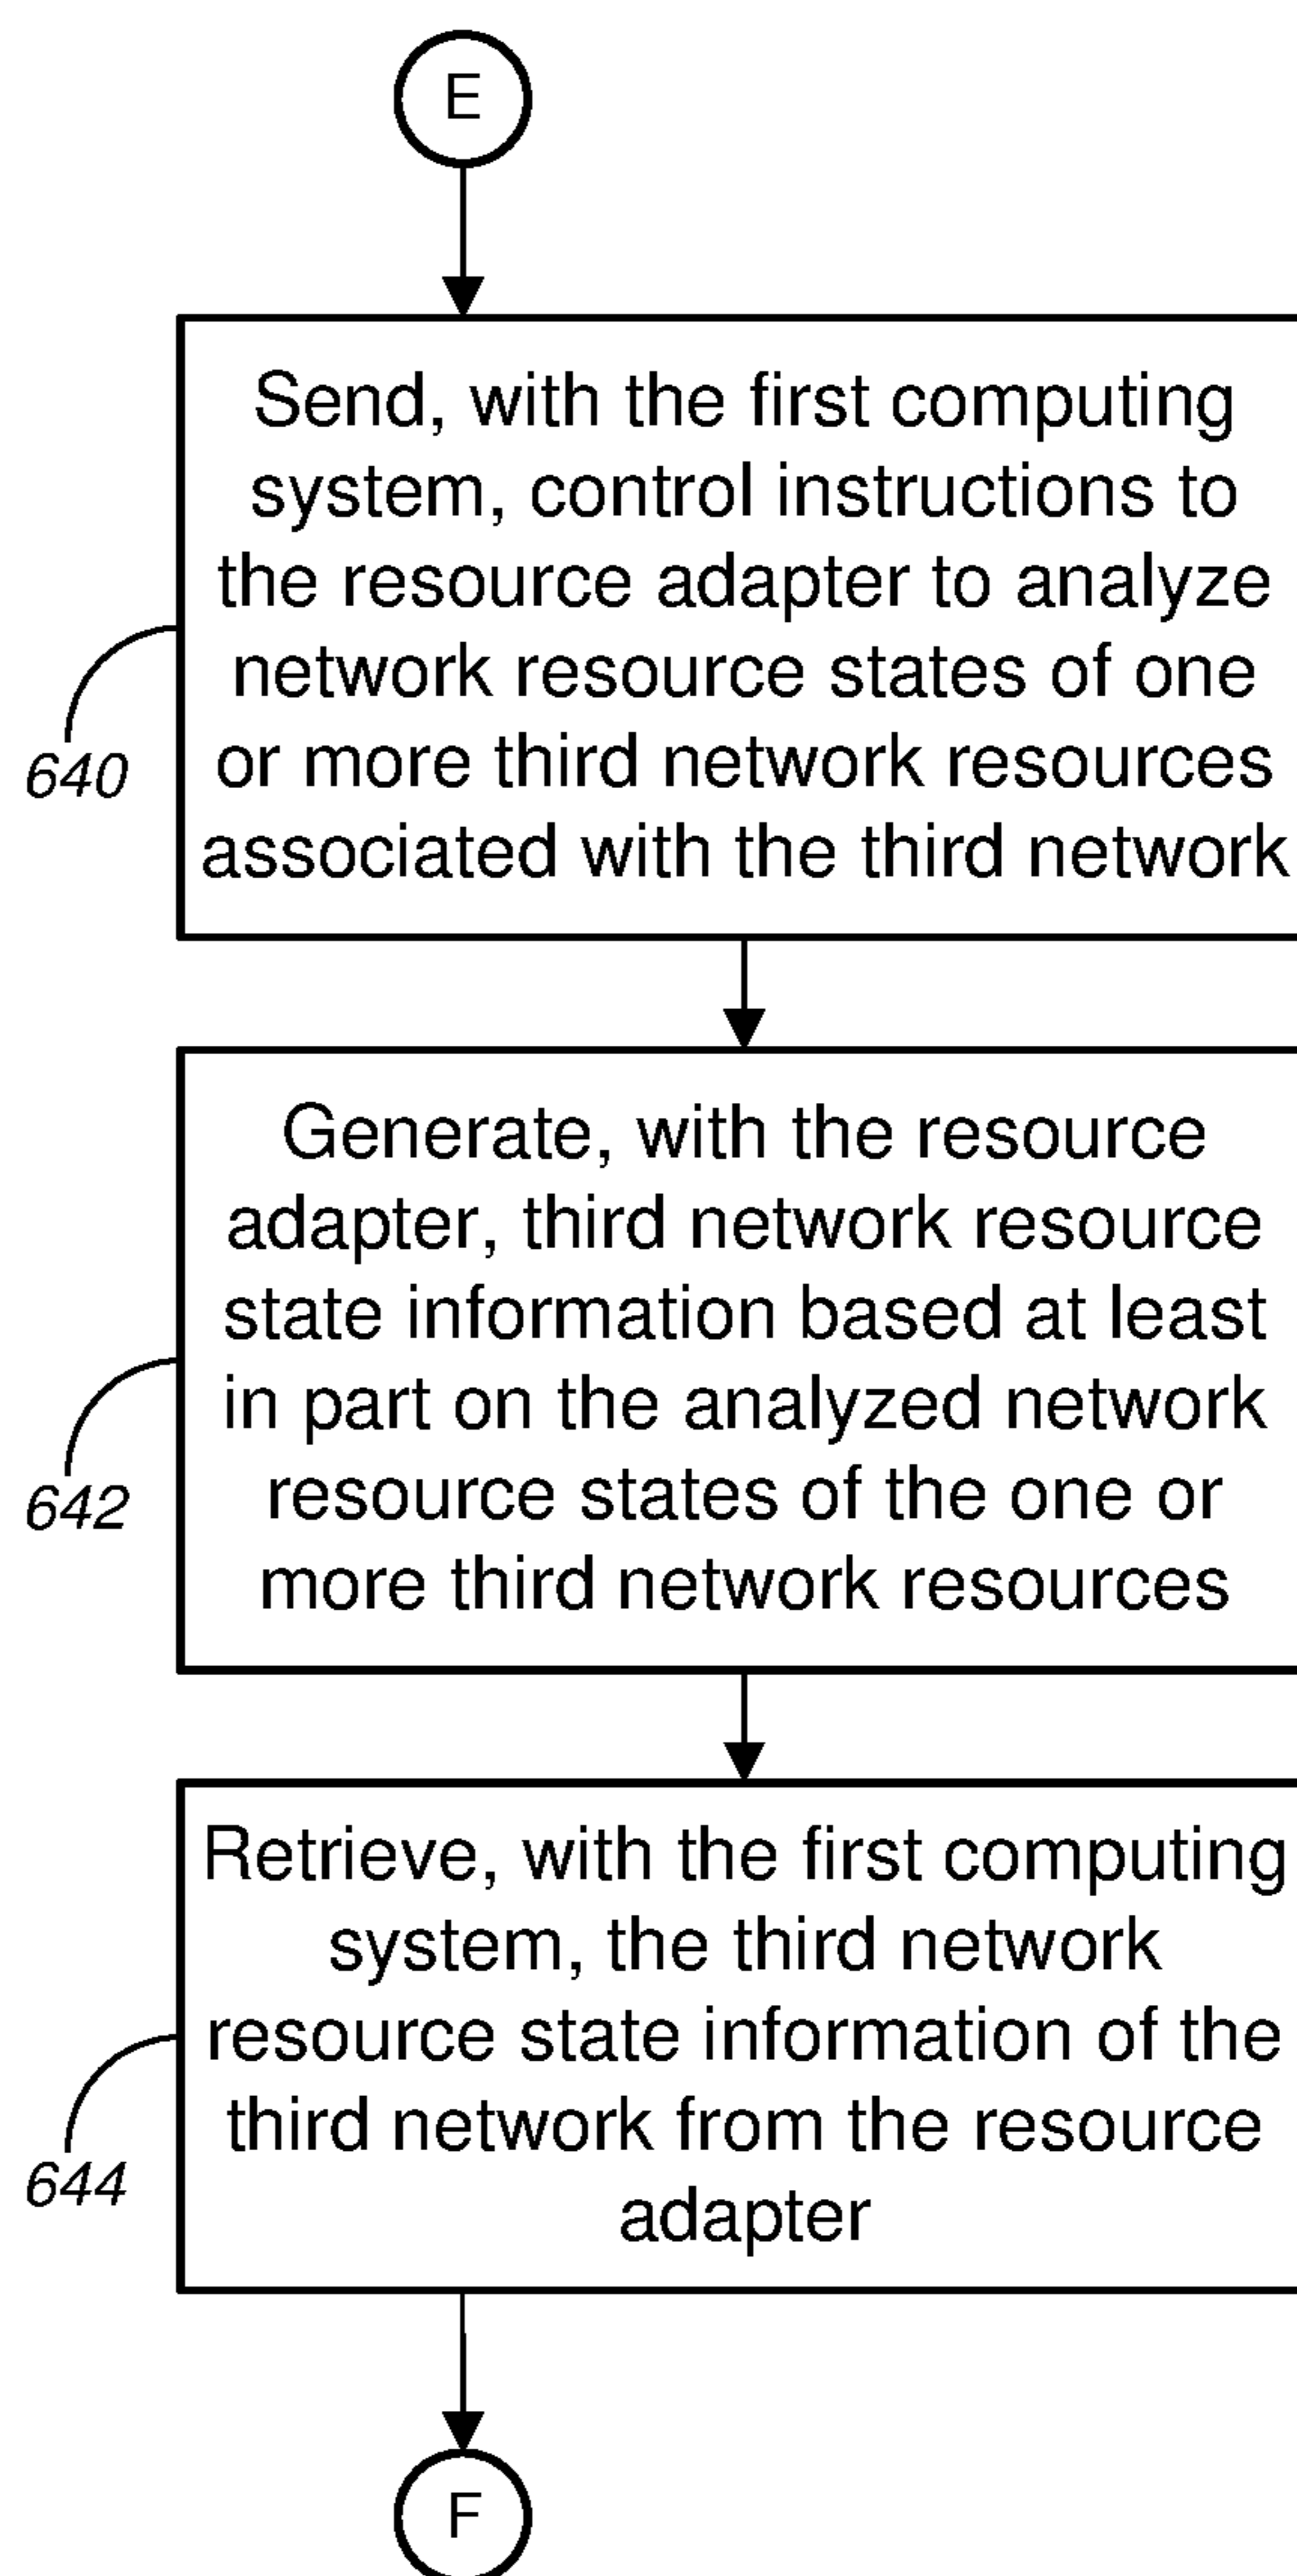 E
Send, with the first computing
system, control instructions to
the resource adapter to analyze
network resource states of one
or more third network resources
associated with the third network
640
Generate, with the resource
adapter, third network resource
state information based at least
in part on the analyzed network
resource states of the one or
more third network resources
642
Retrieve, with the first computing
system, the third network
resource state information of the
third network from the resource
adapter
644
F